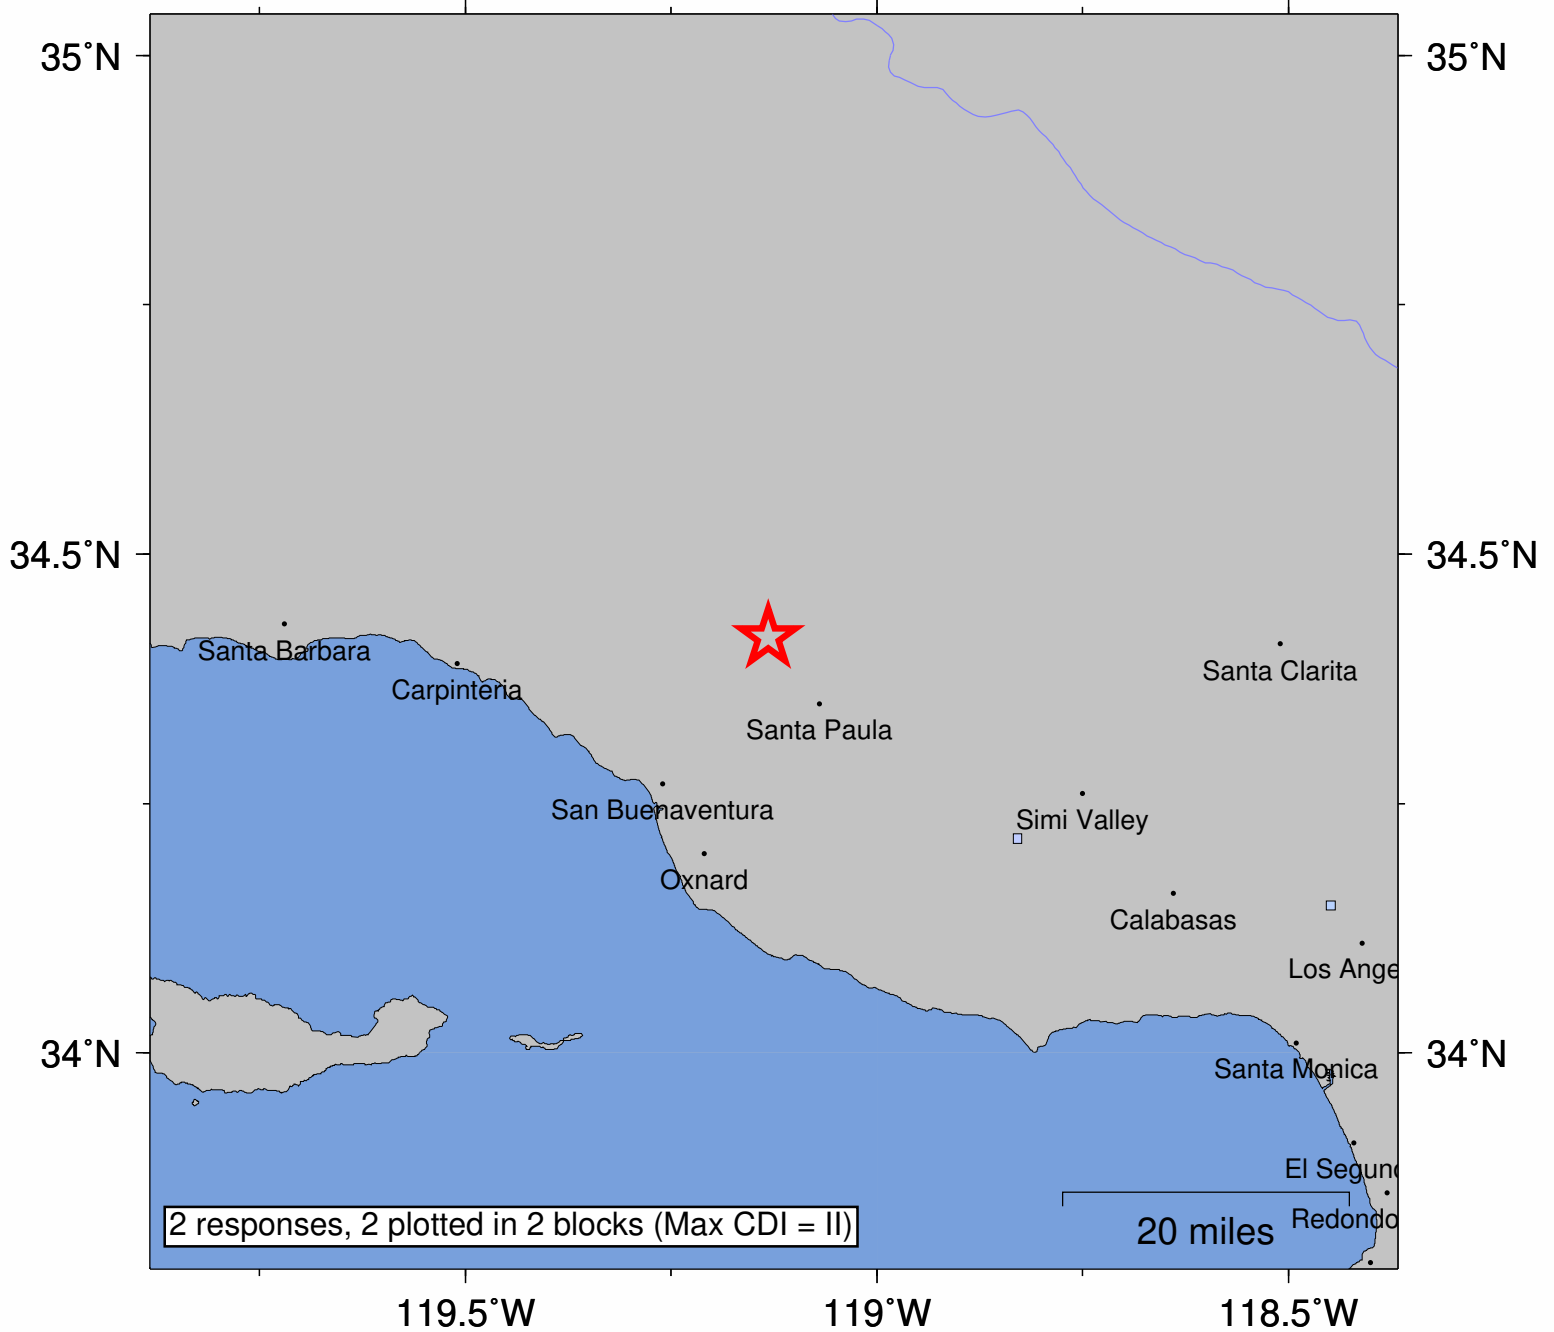 35°N
35°N
34.5°N
34.5°N
Santa Barbara
Santa Clarita
Carpinteria
Santa Paula
San Buenaventura
Simi Valley
Oxnard
Calabasas
Los Ange
34°N
34°N
Santa Monica
El Segund
Redondo
2 responses, 2 plotted in 2 blocks (Max CDI = II)
20 miles
119.5°W
119°W
118.5°W